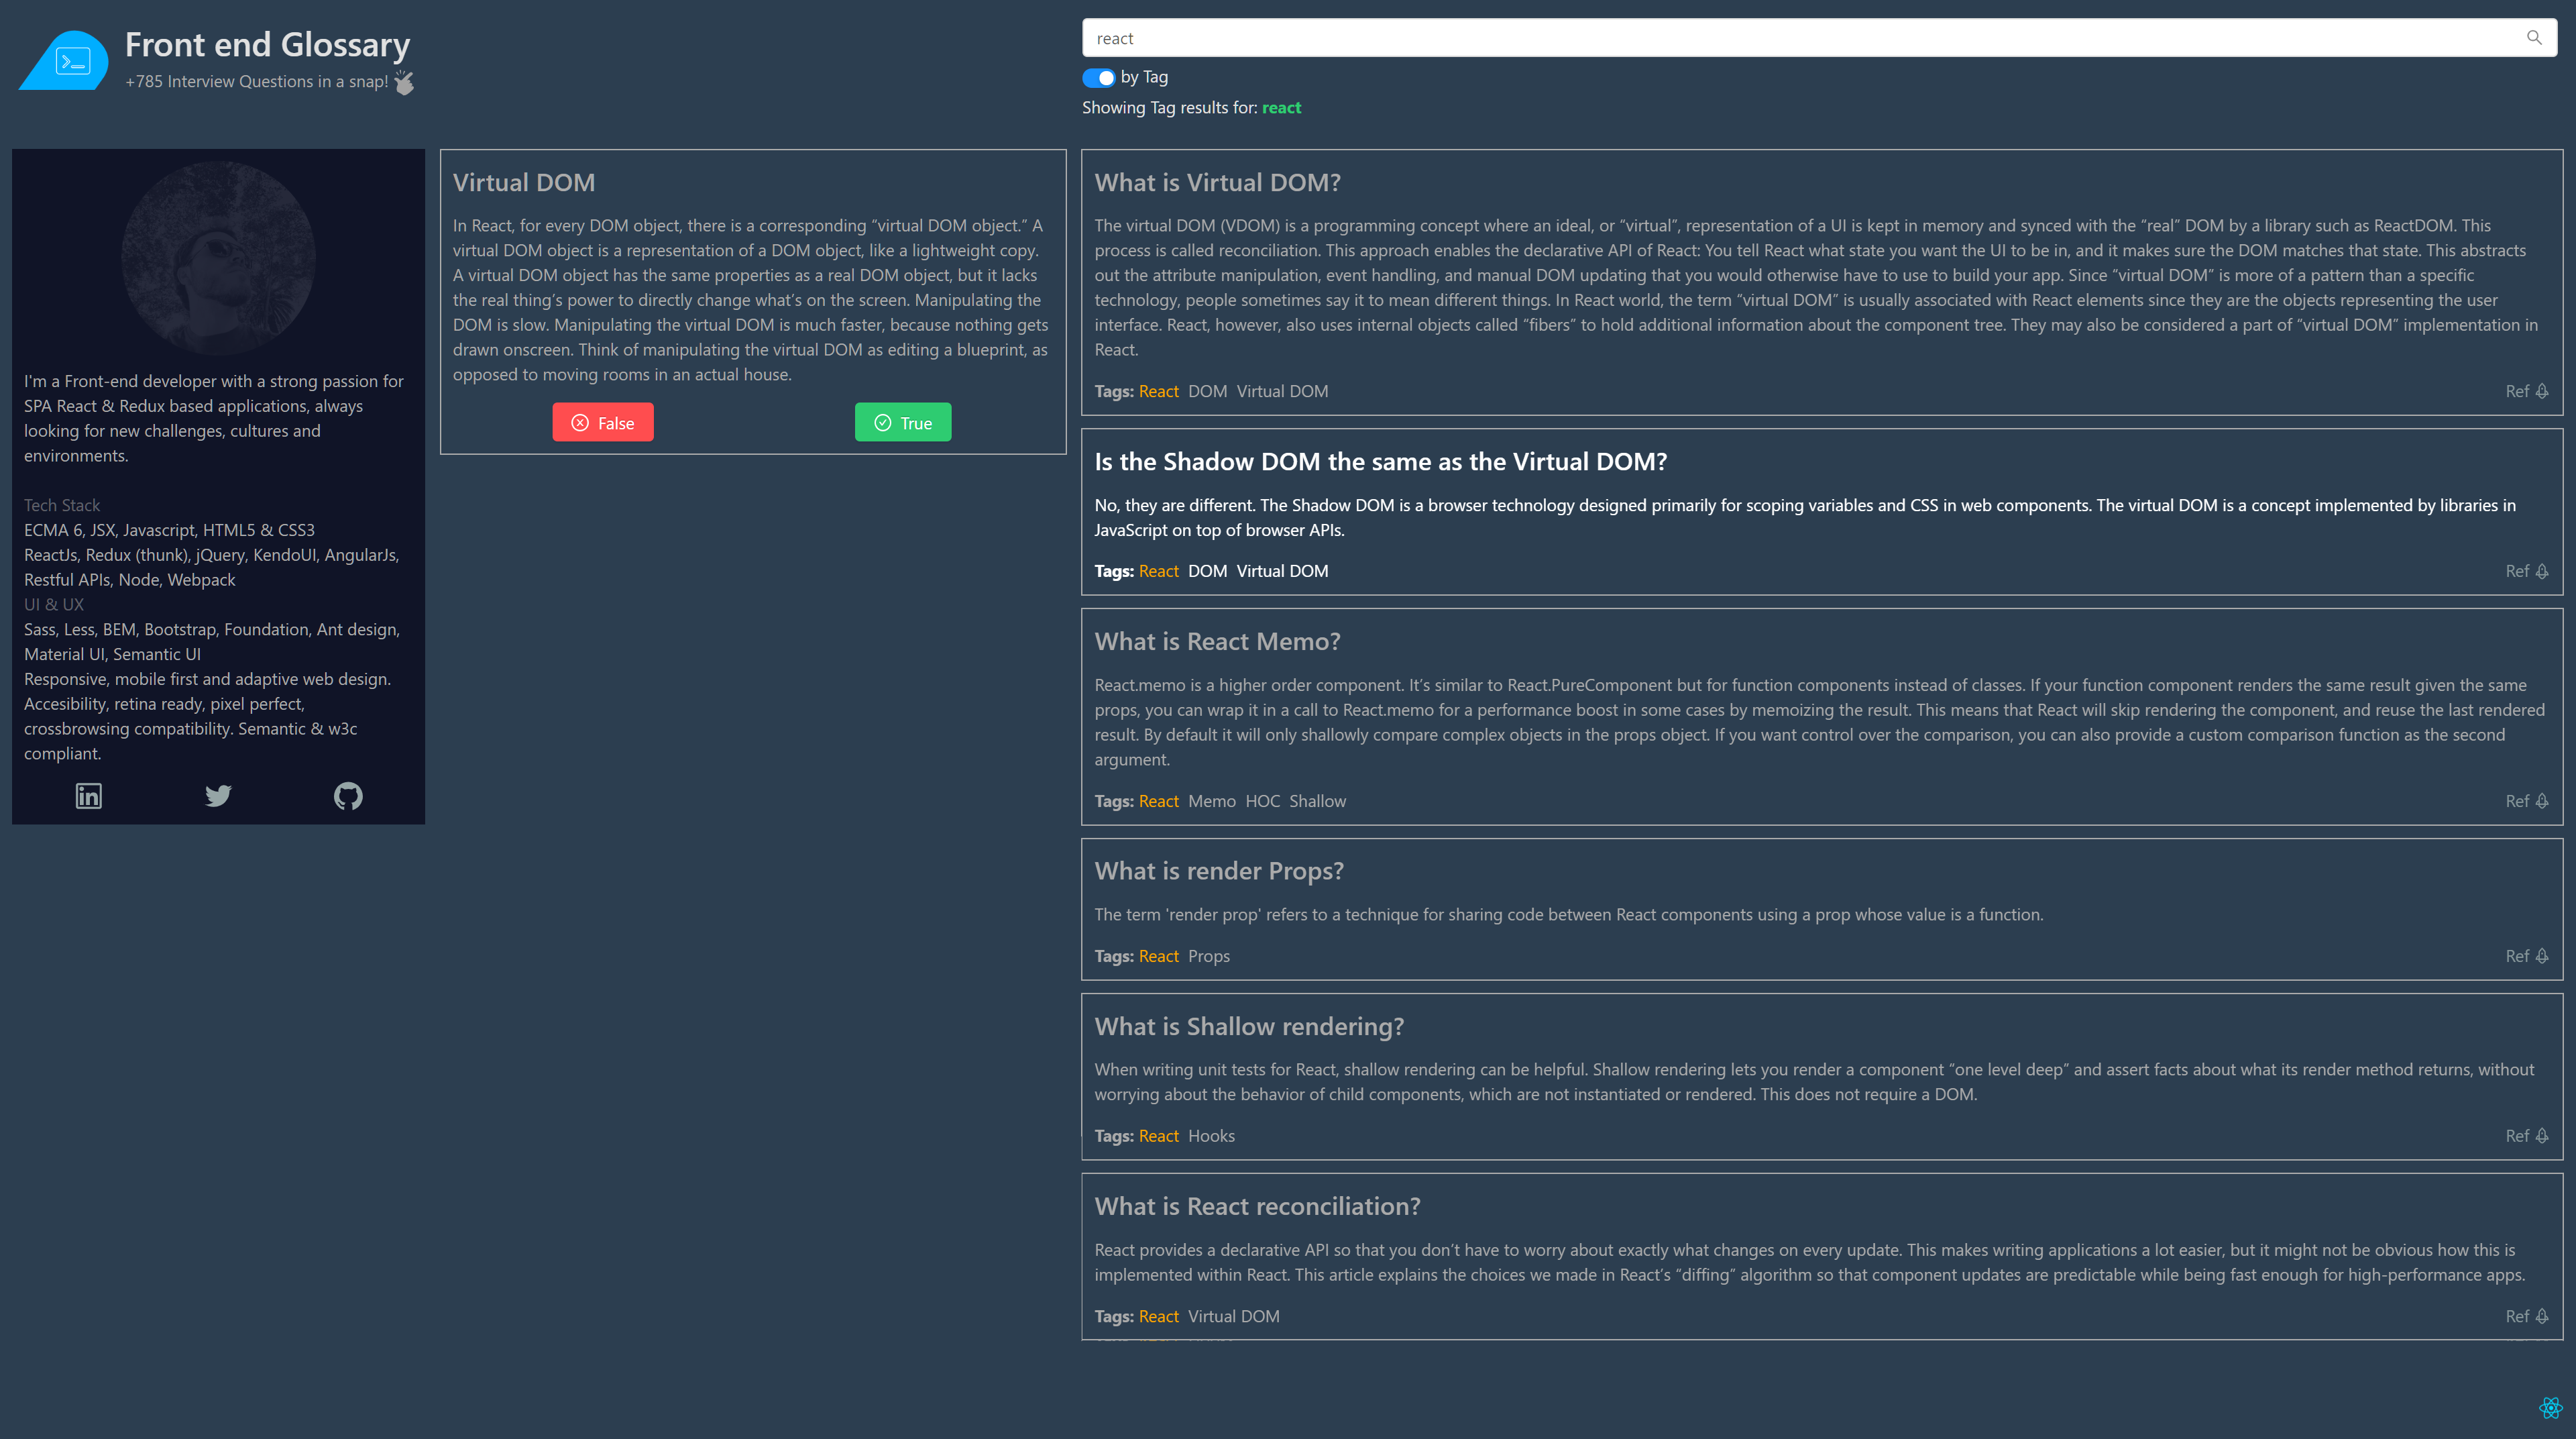 Front end Glossary
+785 Interview Questions in a snap!
react
by Tag
Showing Tag results for: react
I'm a Front-end developer with a strong passion for
SPA React & Redux based applications, always
looking for new challenges, cultures and
environments.
Tech Stack
ECMA 6, JSX, Javascript, HTML5 & CSS3
ReactJs, Redux (thunk), jQuery, KendoUI, AngularJs,
Restful APIs, Node, Webpack
UI & UX
Sass, Less, BEM, Bootstrap, Foundation, Ant design,
Material UI, Semantic UI
Responsive, mobile first and adaptive web design.
Accesibility, retina ready, pixel perfect,
crossbrowsing compatibility. Semantic & w3c
compliant.
Virtual DOM
In React, for every DOM object, there is a corresponding “virtual DOM object.” A
virtual DOM object is a representation of a DOM object, like a lightweight copy.
A virtual DOM object has the same properties as a real DOM object, but it lacks
the real thing’s power to directly change what’s on the screen. Manipulating the
DOM is slow. Manipulating the virtual DOM is much faster, because nothing gets
drawn onscreen. Think of manipulating the virtual DOM as editing a blueprint, as
opposed to moving rooms in an actual house.
False
True
What is Virtual DOM?
The virtual DOM (VDOM) is a programming concept where an ideal, or “virtual”, representation of a UI is kept in memory and synced with the “real” DOM by a library such as ReactDOM. This
process is called reconciliation. This approach enables the declarative API of React: You tell React what state you want the UI to be in, and it makes sure the DOM matches that state. This abstracts
out the attribute manipulation, event handling, and manual DOM updating that you would otherwise have to use to build your app. Since “virtual DOM” is more of a pattern than a specific
technology, people sometimes say it to mean different things. In React world, the term “virtual DOM” is usually associated with React elements since they are the objects representing the user
interface. React, however, also uses internal objects called “fibers” to hold additional information about the component tree. They may also be considered a part of “virtual DOM” implementation in
React.
Tags: React DOM Virtual DOM Ref
Is the Shadow DOM the same as the Virtual DOM?
No, they are different. The Shadow DOM is a browser technology designed primarily for scoping variables and CSS in web components. The virtual DOM is a concept implemented by libraries in
JavaScript on top of browser APIs.
Tags: React DOM Virtual DOM Ref
What is React Memo?
React.memo is a higher order component. It’s similar to React.PureComponent but for function components instead of classes. If your function component renders the same result given the same
props, you can wrap it in a call to React.memo for a performance boost in some cases by memoizing the result. This means that React will skip rendering the component, and reuse the last rendered
result. By default it will only shallowly compare complex objects in the props object. If you want control over the comparison, you can also provide a custom comparison function as the second
argument.
Tags: React Memo HOC Shallow Ref
What is render Props?
The term 'render prop' refers to a technique for sharing code between React components using a prop whose value is a function.
Tags: React Props Ref
What is Shallow rendering?
When writing unit tests for React, shallow rendering can be helpful. Shallow rendering lets you render a component “one level deep” and assert facts about what its render method returns, without
worrying about the behavior of child components, which are not instantiated or rendered. This does not require a DOM.
Tags: React Hooks Ref
What is React reconciliation?
React provides a declarative API so that you don’t have to worry about exactly what changes on every update. This makes writing applications a lot easier, but it might not be obvious how this is
implemented within React. This article explains the choices we made in React’s “diffing” algorithm so that component updates are predictable while being fast enough for high-performance apps.
Tags: React Virtual DOM Ref